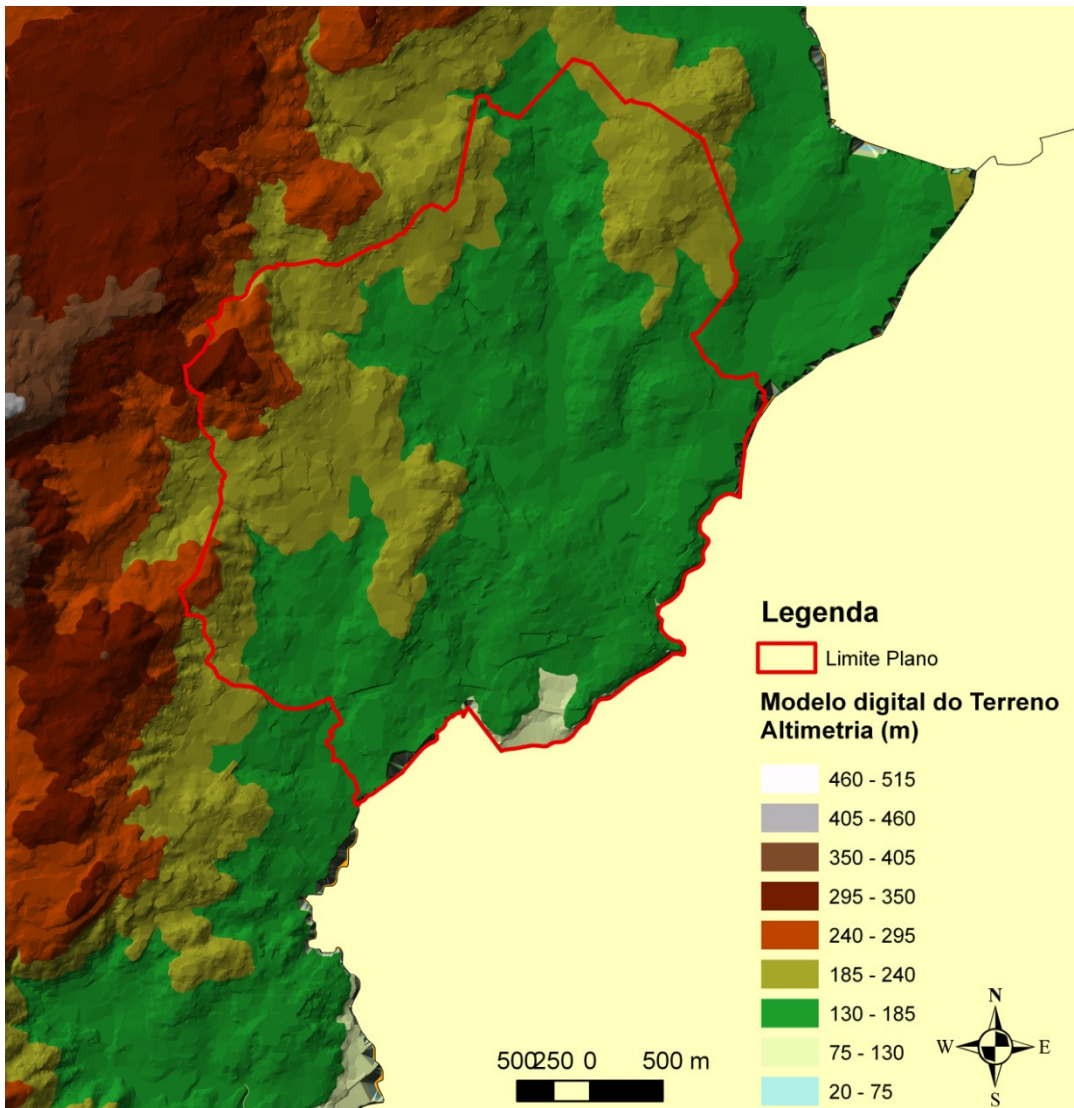 Legenda
Limite Plano
Modelo digital do Terreno
Altimetria (m)
460 - 515
405 - 460
350 - 405
295 - 350
240 - 295
185 - 240
130 - 185
75 - 130
20 - 75
500250 0 500 m
N
W E
S